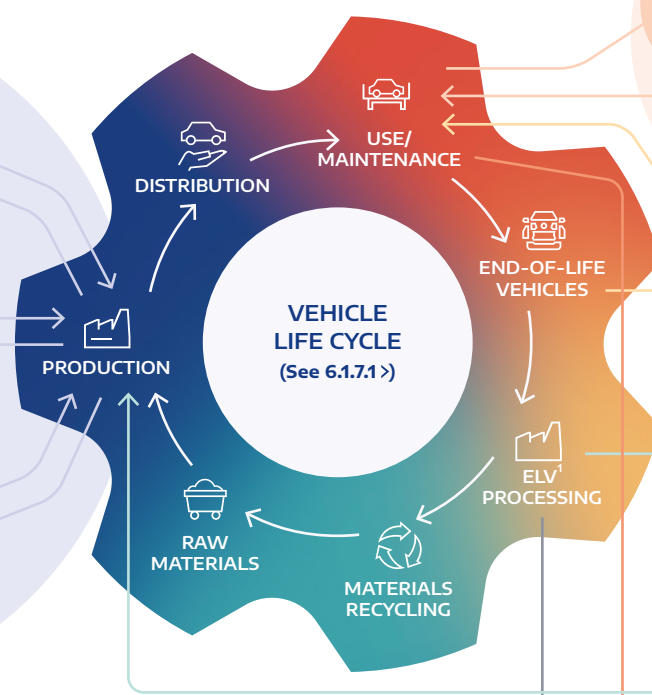 USE/
MAINTENANCE
DISTRIBUTION
END-OF-LIFE
VEHICLES
VEHICLE
LIFE CYCLE
(See 6.1.7.1 >)
PRODUCTION
ELV¹
PROCESSING
RAW
MATERIALS
MATERIALS
RECYCLING